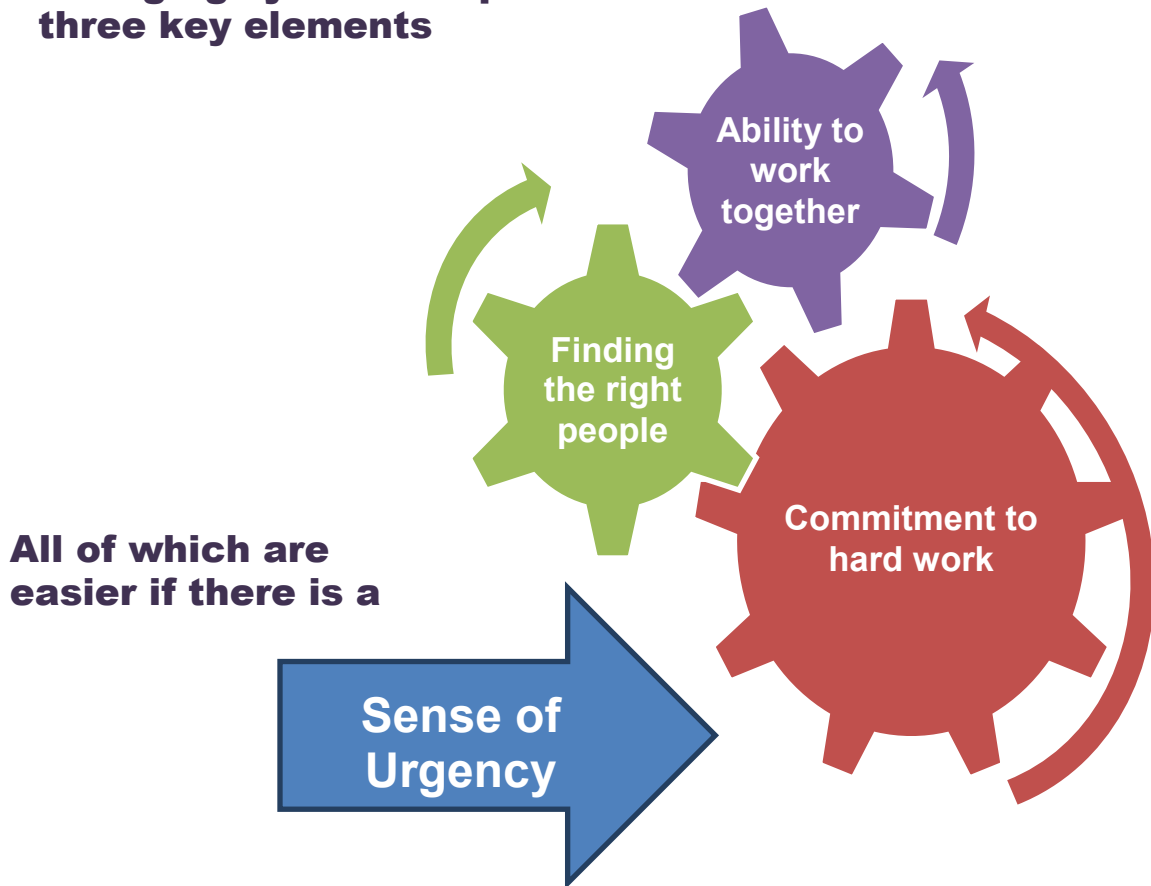 three key elements
Ability to
work
together
Finding
the right
people
Commitment to
hard work
All of which are
easier if there is a
Sense of
Urgency